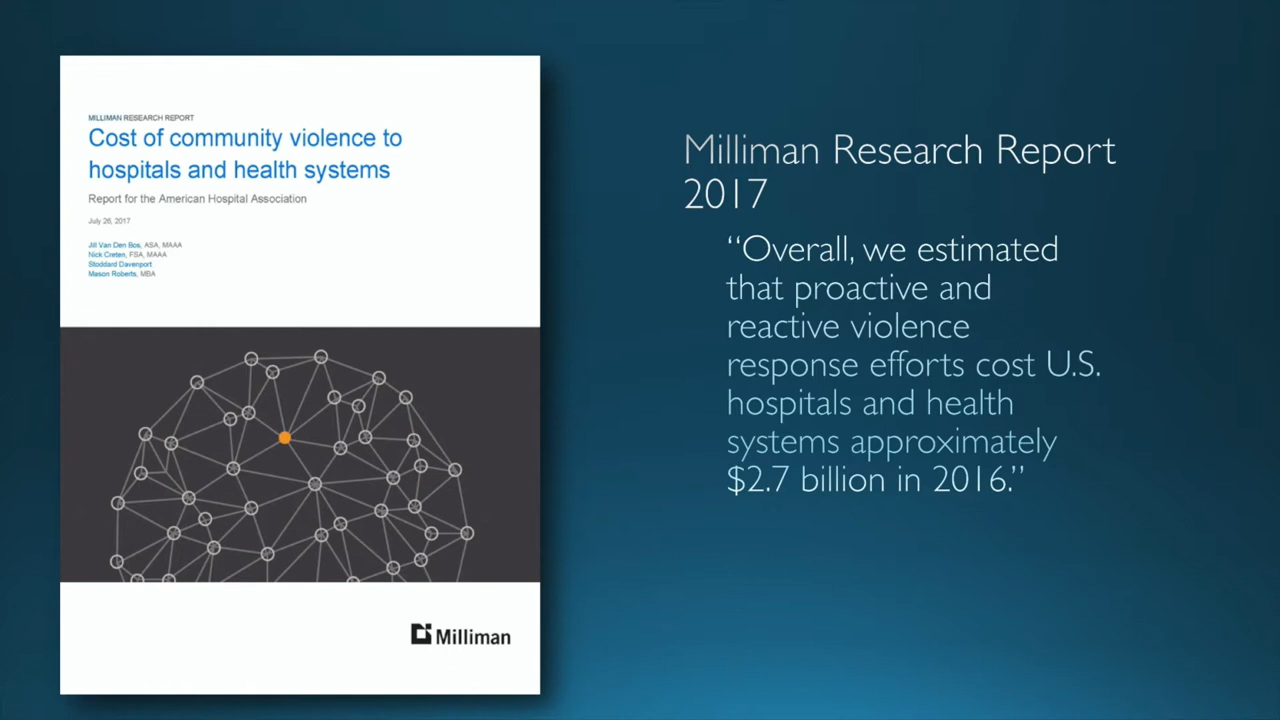 MILLIMAN RESEARCH REPORT
Cost of community violence to
hospitals and health systems
Report for the American Hospital Association
July 26, 2017
Jill Van Den Bos, ASA, MAAA
Nick Creten, FSA, MAAA
Stoddard Davenport
Mason Roberts, MBA
Milliman
Milliman Research Report
2017
“Overall, we estimated
that proactive and
reactive violence
response efforts cost U.S.
hospitals and health
systems approximately
$2.7 billion in 2016.”